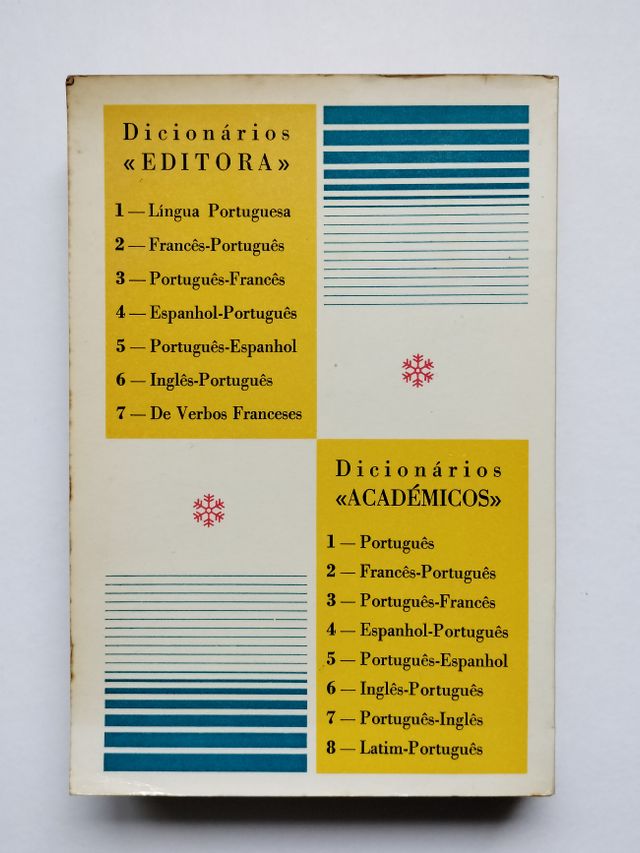 Dicionários
«EDITORA»
1 — Língua Portuguesa
2 — Francês-Português
3 — Português-Francês
4 — Espanhol-Português
5 — Português-Espanhol
6 — Inglês-Português
7 — De Verbos Franceses
Dicionários
«ACADÉMICOS»
1 — Português
2 — Francês-Português
3 — Português-Francês
4 — Espanhol-Português
5 — Português-Espanhol
6 — Inglês-Português
7 — Português-Inglês
8 — Latim-Português